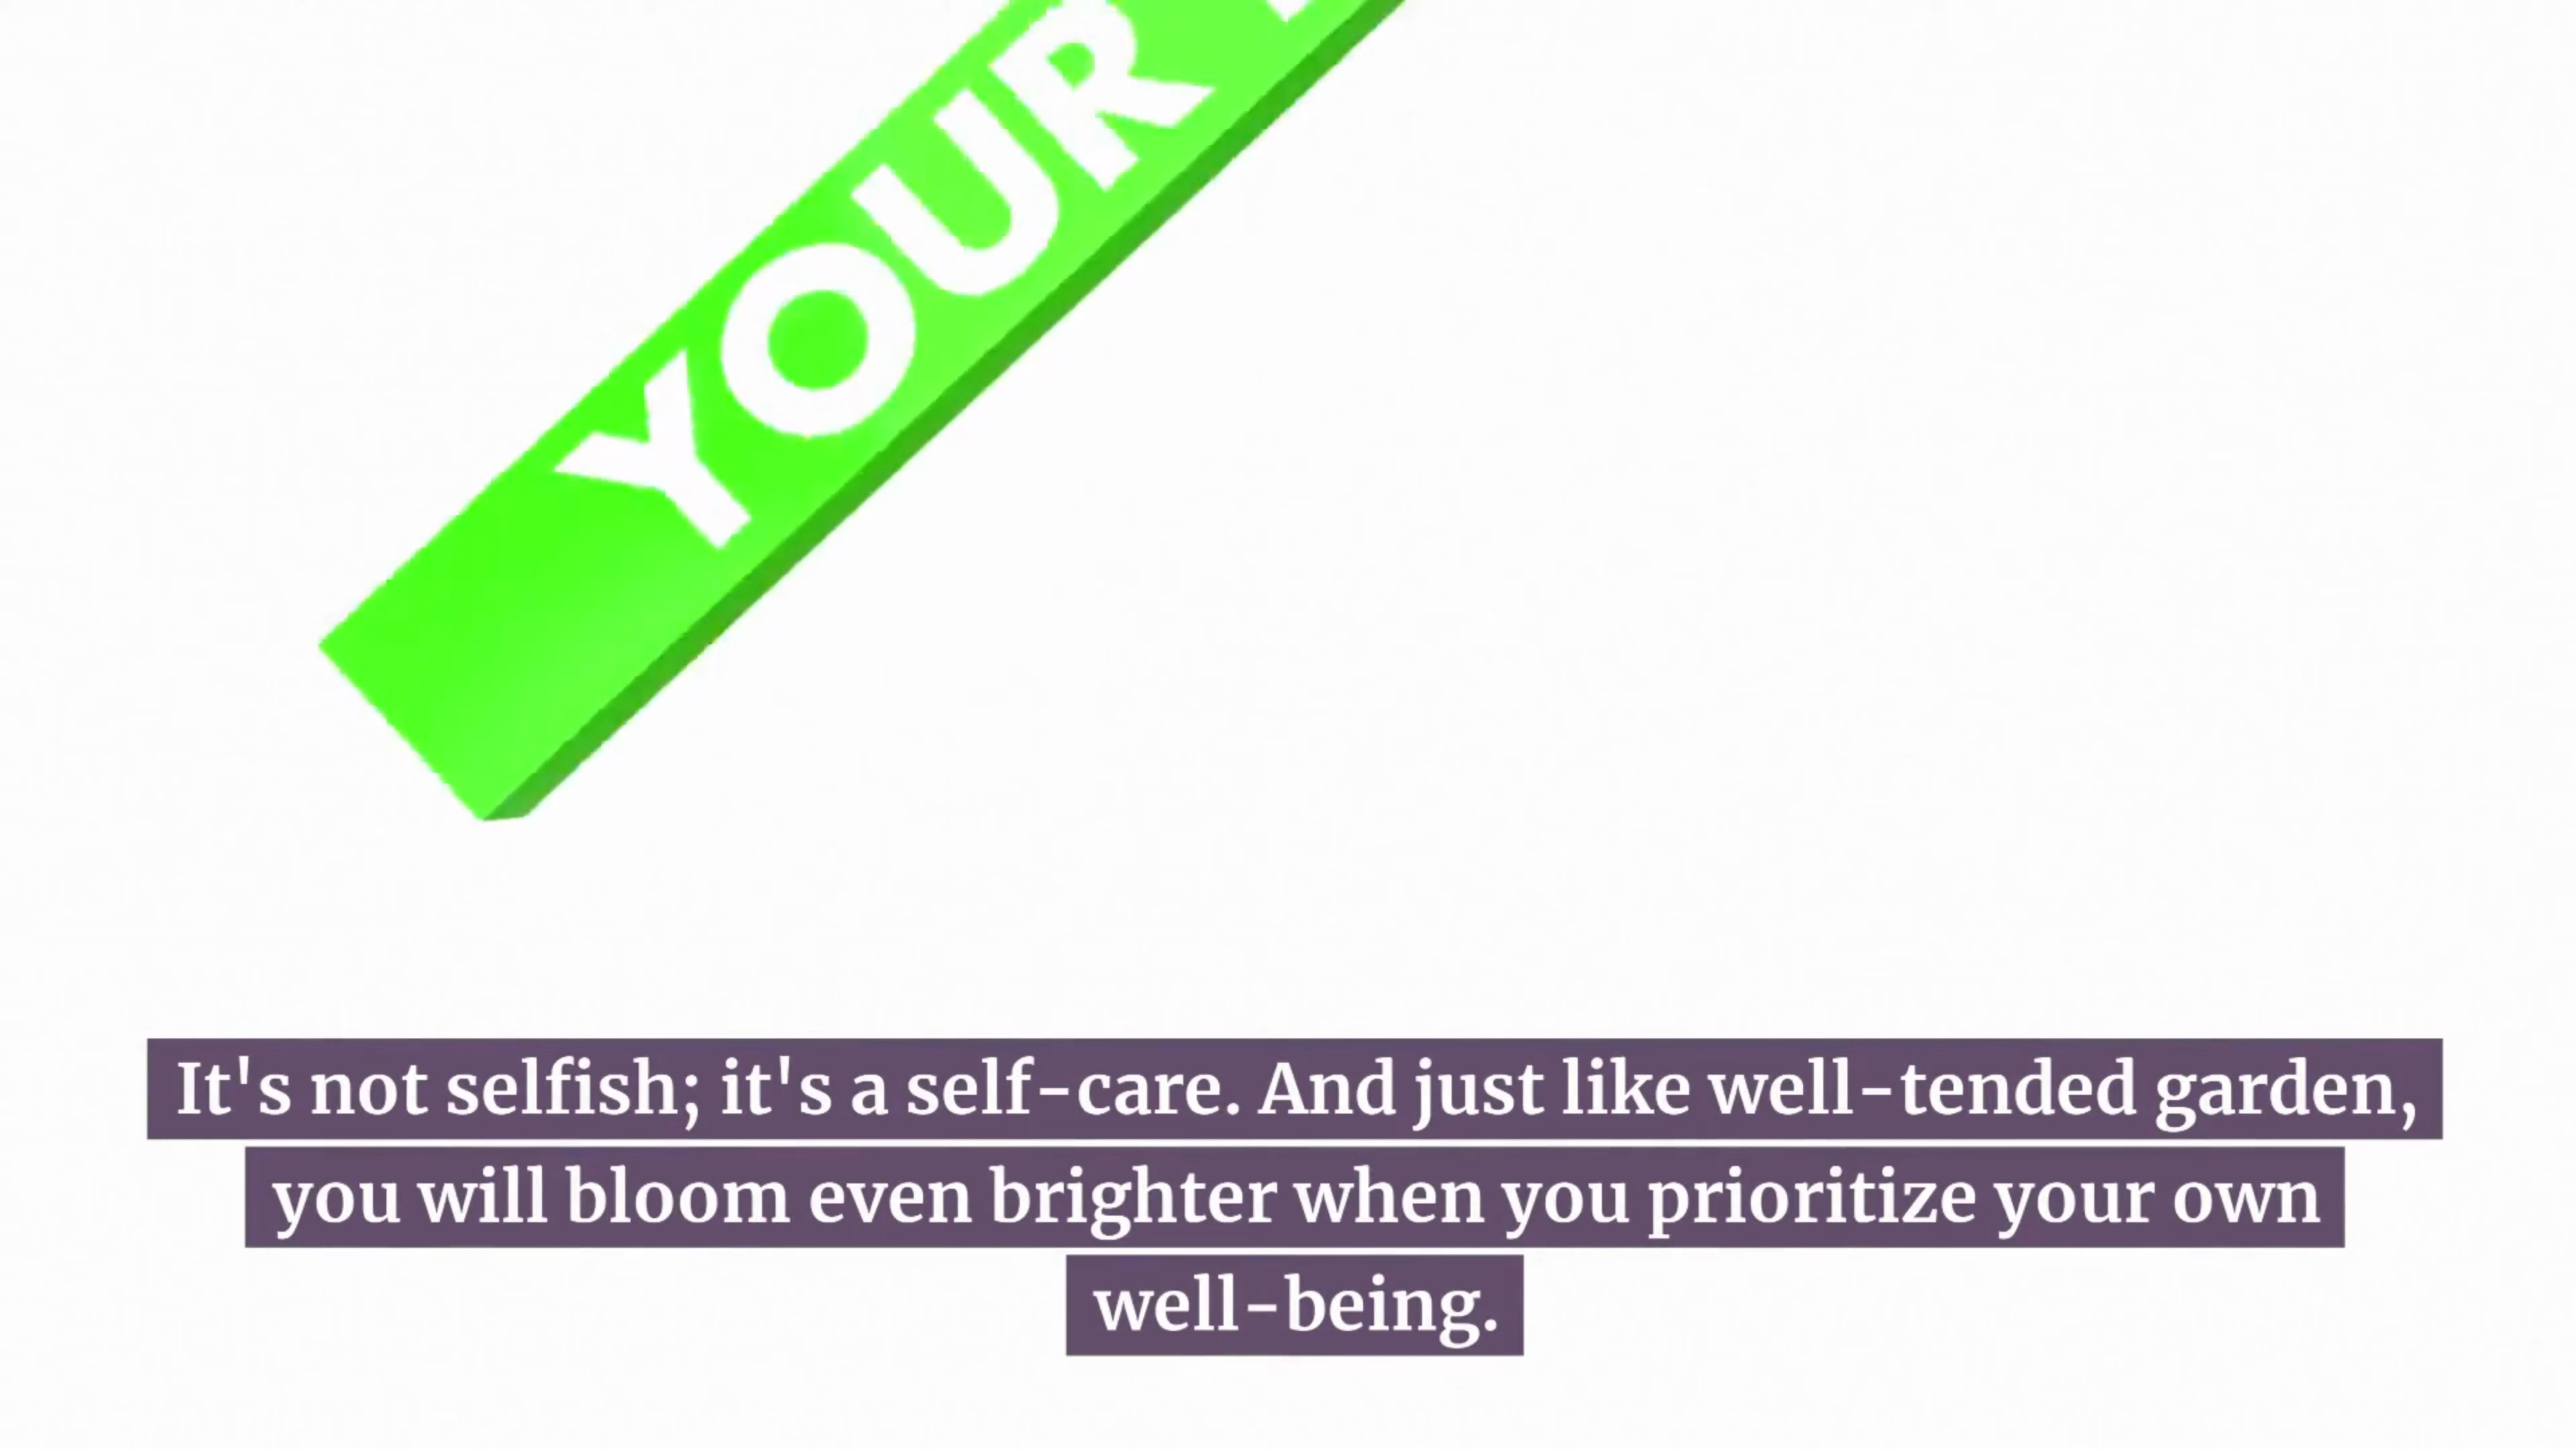 YOUR
It's not selfish; it's a self-care. And just like well-tended garden,
you will bloom even brighter when you prioritize your own
well-being.